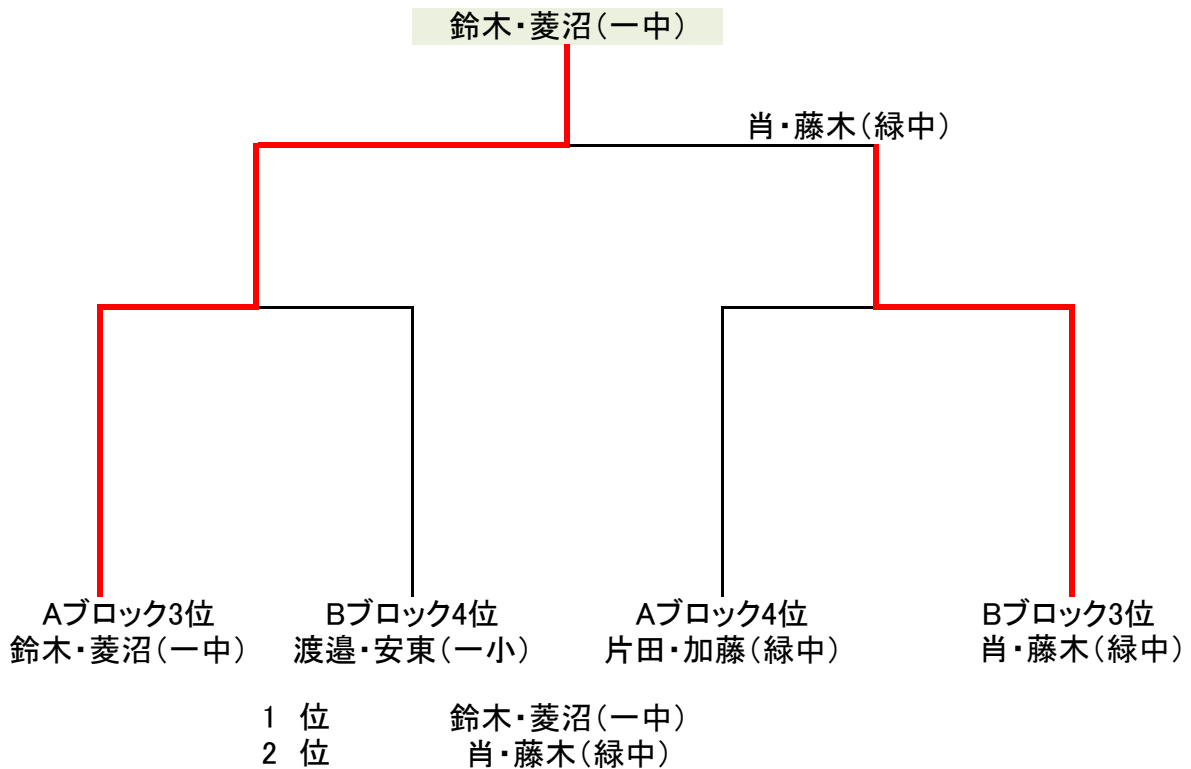 鈴木・菱沼（一中）
肖・藤木（緑中）
Aブロック3位 Bブロック4位 Aブロック4位 Bブロック3位
鈴木・菱沼（一中） 渡邉・安東（一小） 片田・加藤（緑中） 肖・藤木（緑中）
1 位 鈴木・菱沼（一中）
2 位 肖・藤木（緑中）